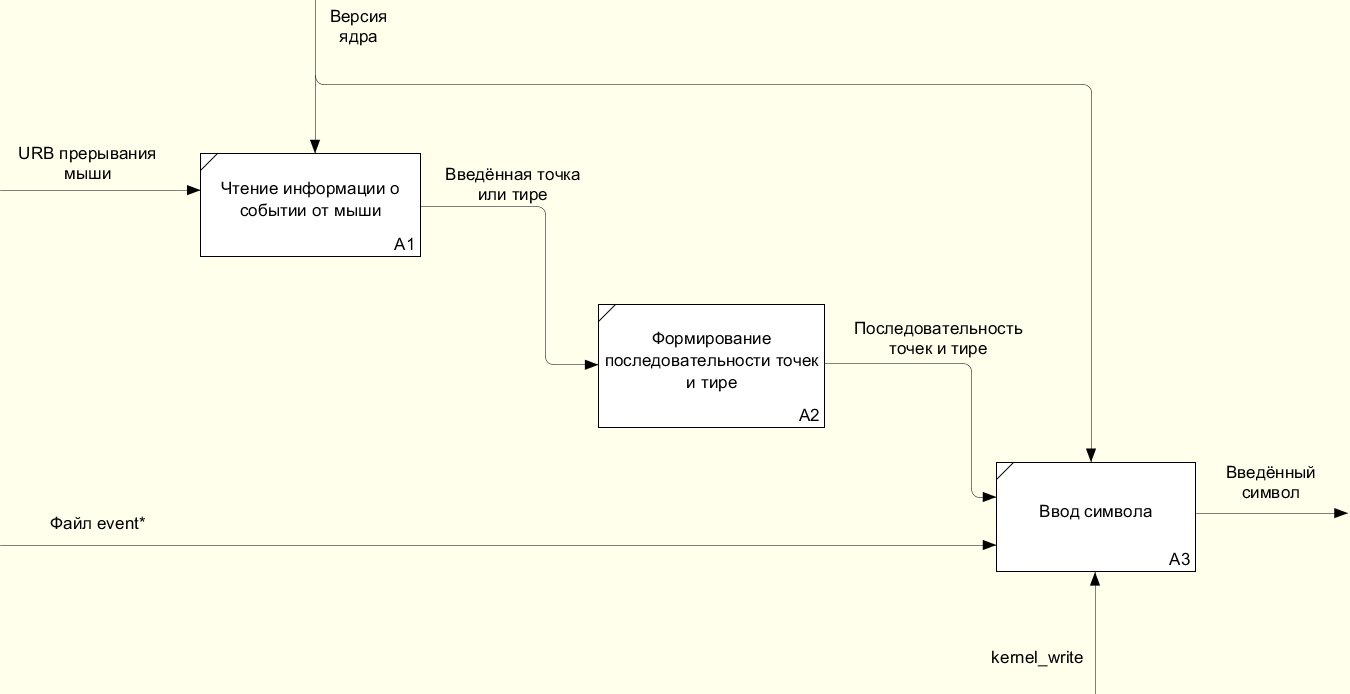 Версия
ядра
URB прерывания
мыши
Чтение информации о
событии от мыши
A1
Введённая точка
или тире
Формирование
последовательности точек
и тире
A2
Последовательность
точек и тире
Файл event*
Ввод символа
A3
Введённый
символ
kernel_write